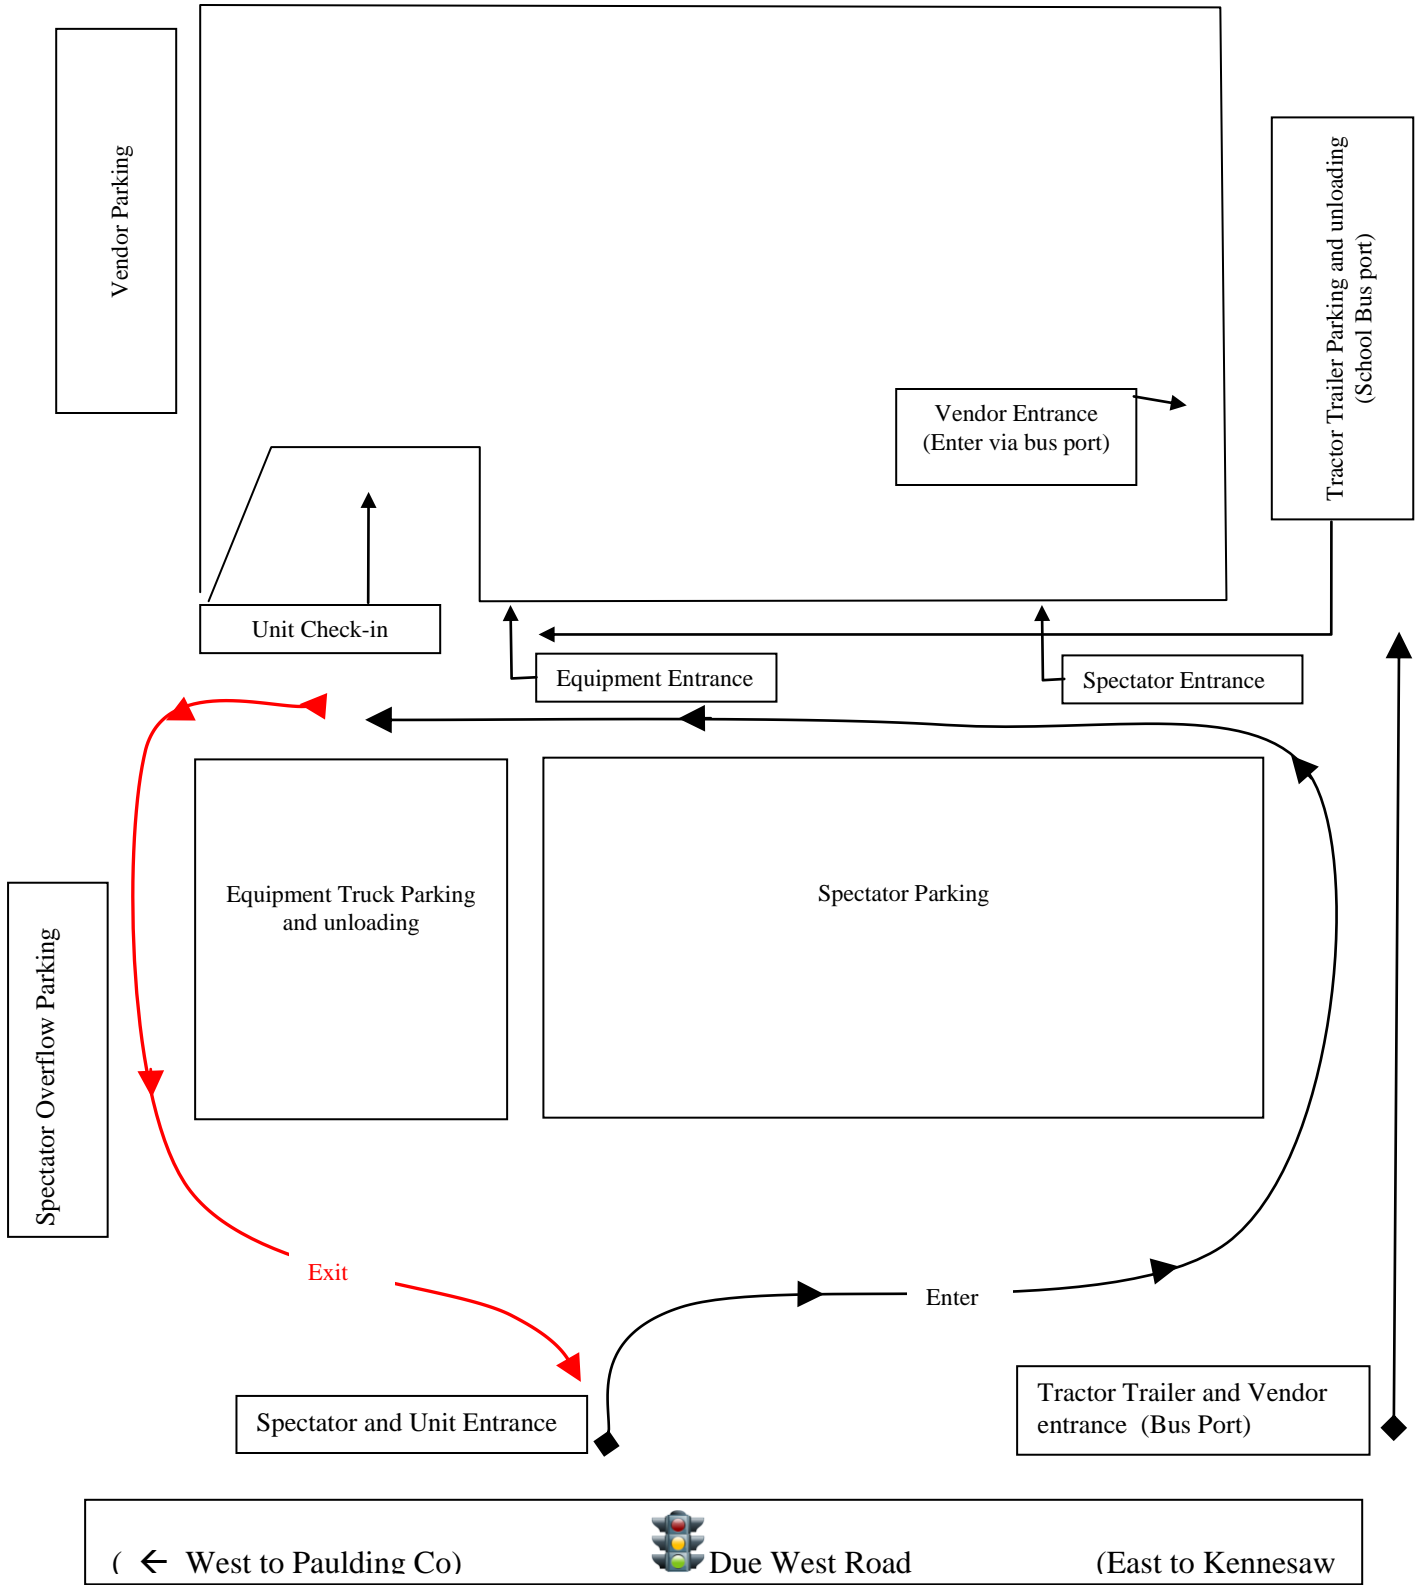 Vendor Parking
Tractor Trailer Parking and unloading
(School Bus port)
Vendor Entrance
(Enter via bus port)
Unit Check-in
Equipment Entrance
Spectator Entrance
Equipment Truck Parking
and unloading
Spectator Parking
Spectator Overflow Parking
Exit
Enter
Spectator and Unit Entrance
Tractor Trailer and Vendor
entrance (Bus Port)
( ← West to Paulding Co) Due West Road (East to Kennesaw